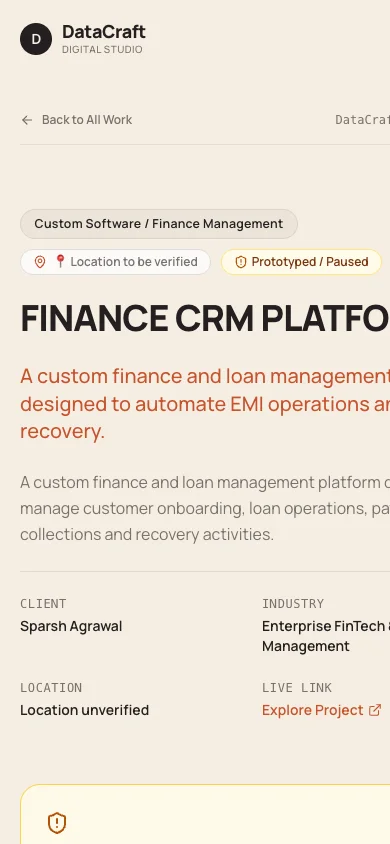 D
DataCraft
DIGITAL STUDIO
Back to All Work
DataCraf
Custom Software / Finance Management
Location to be verified
Prototyped / Paused
FINANCE CRM PLATFO
A custom finance and loan management
designed to automate EMI operations a
recovery.
A custom finance and loan management platform
manage customer onboarding, loan operations, pa
collections and recovery activities.
CLIENT
INDUSTRY
Sparsh Agrawal
Enterprise FinTech &
Management
LOCATION
LIVE LINK
Location unverified
Explore Project